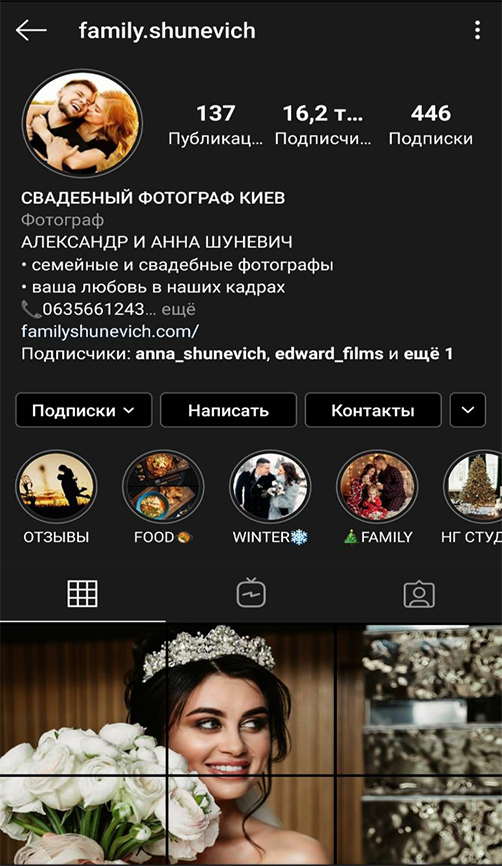 family.shunevich
137 16,2 т... 446
Публикац... Подписчи... Подписки
СВАДЕБНЫЙ ФОТОГРАФ КИЕВ
Фотограф
АЛЕКСАНДР И АННА ШУНЕВИЧ
• семейные и свадебные фотографы
• ваша любовь в наших кадрах
📞0635661243... ещё
familyshunevich.com/
Подписчики: anna_shunevich, edward_films и ещё 1
Подписки Написать Контакты
ОТЗЫВЫ FOOD🍲 WINTER❄️ 🎄FAMILY НГ СТУД